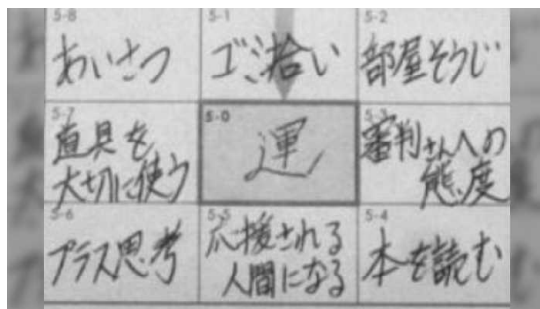 5-8
あいさつ
5-1
ゴミ拾い
5-2
部屋そうじ
5-7
道具を
大切に使う
5-0
運
5-3
審判さんへの
態度
5-6
プラス思考
5-5
応援される
人間になる
5-4
本を読む